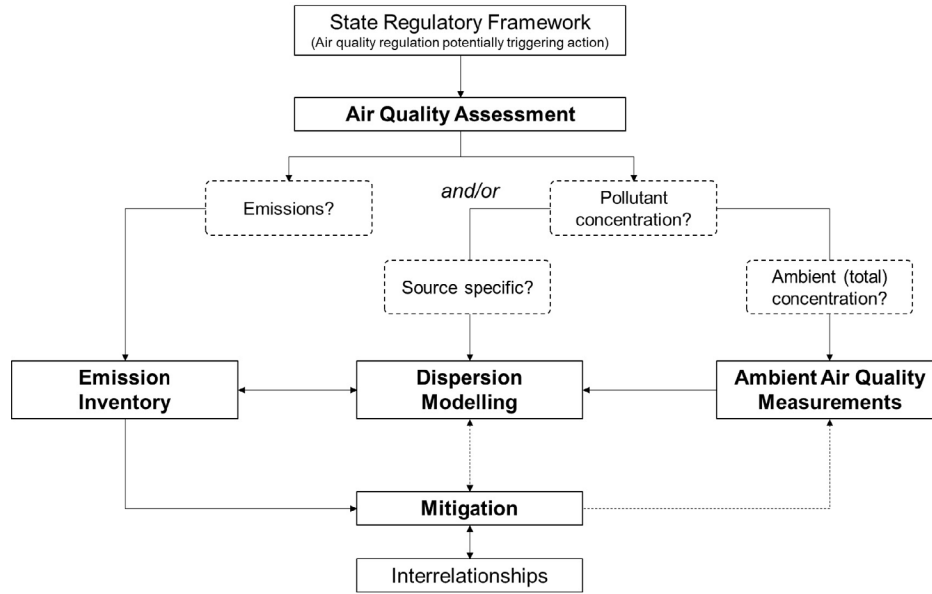 State Regulatory Framework
(Air quality regulation potentially triggering action)
Air Quality Assessment
and/or
Emissions?
Pollutant
concentration?
Source specific?
Ambient (total)
concentration?
Emission
Inventory
Dispersion
Modelling
Ambient Air Quality
Measurements
Mitigation
Interrelationships